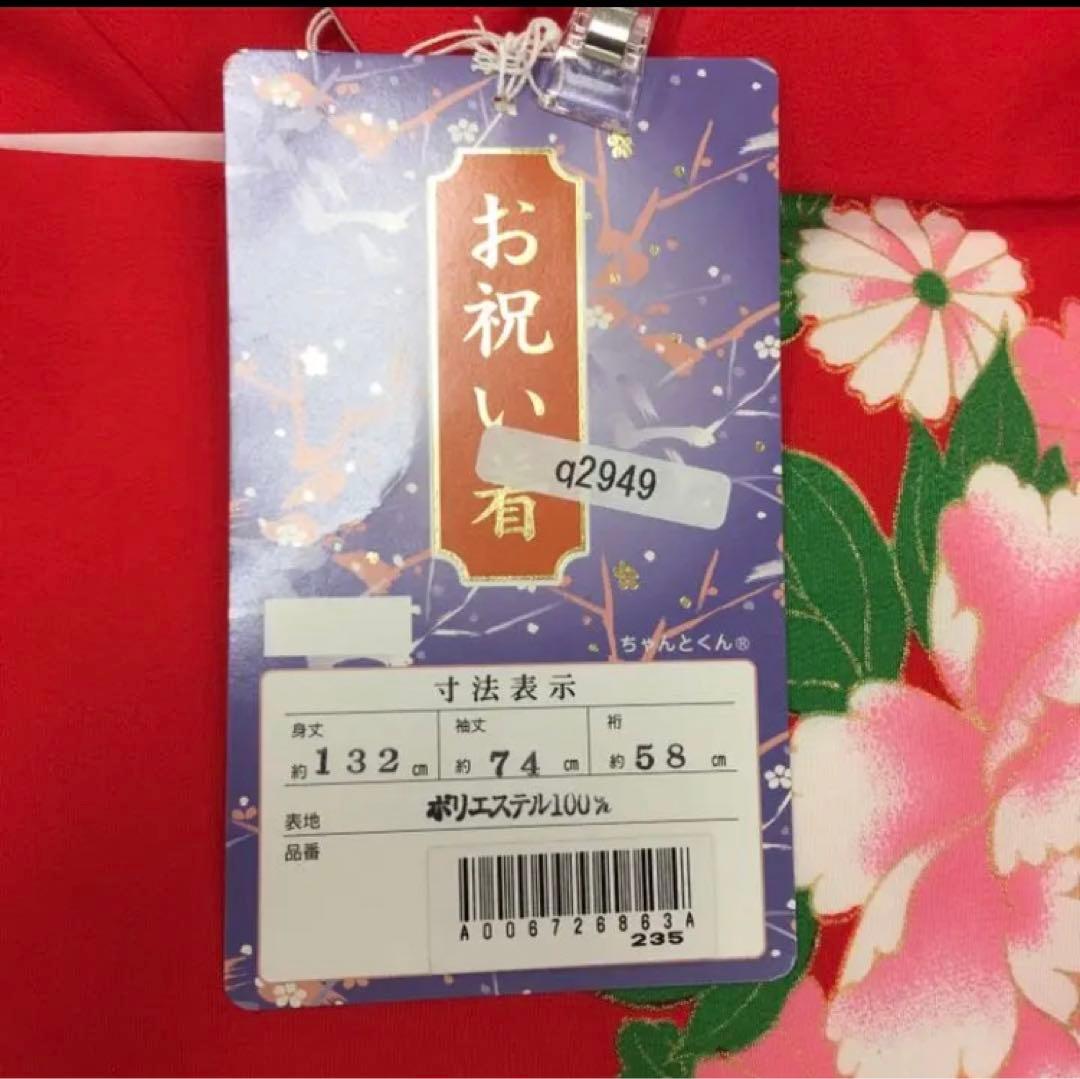 お祝い着
q2949
ちゃんとくん®
寸法表示
身丈 袖丈 裄
約132cm 約74cm 約58cm
表地 ポリエステル100%
品番
A006726863A
235